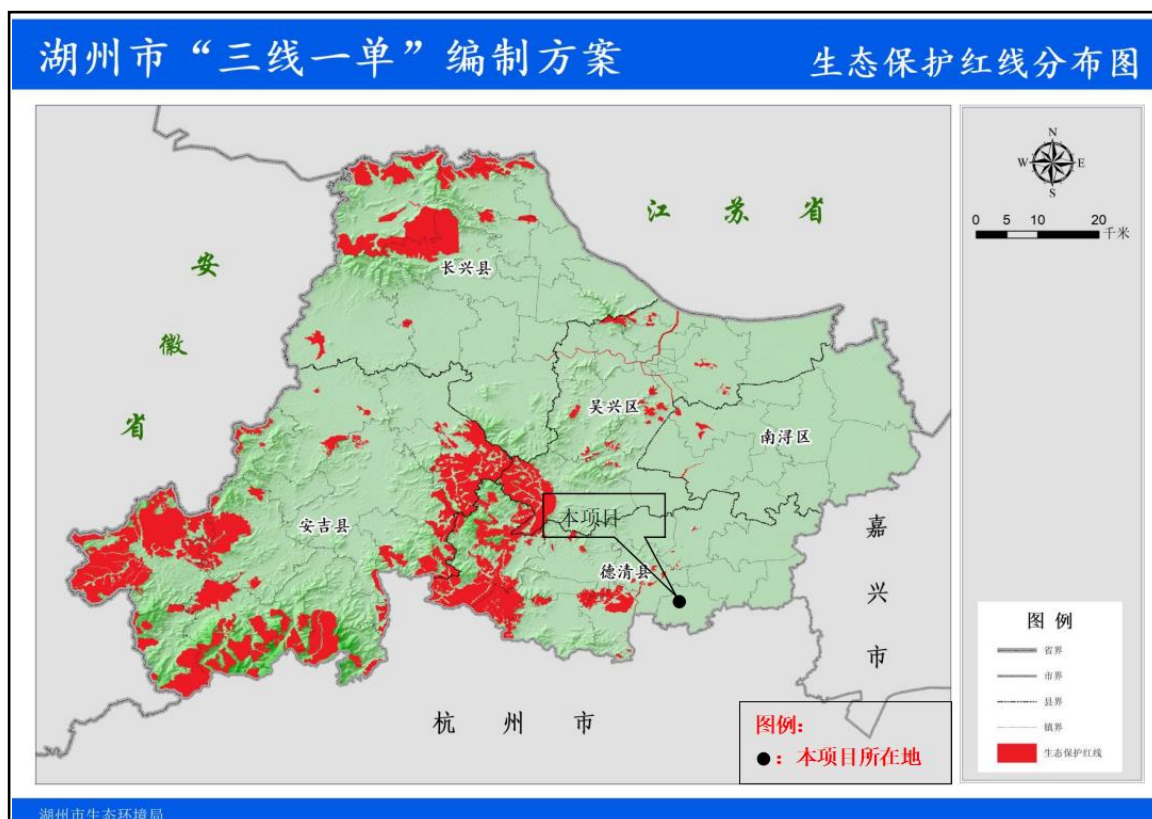 湖州市“三线一单”编制方案
生态保护红线分布图
N
W E
S
0 5 10 20
千米
江 苏 省
安
徽
省
长兴县
吴兴区
南浔区
本项目
安吉县
德清县
嘉
兴
市
杭 州 市
图例:
●: 本项目所在地
图 例
省界
市界
县界
镇界
生态保护红线
湖州市生态环境局